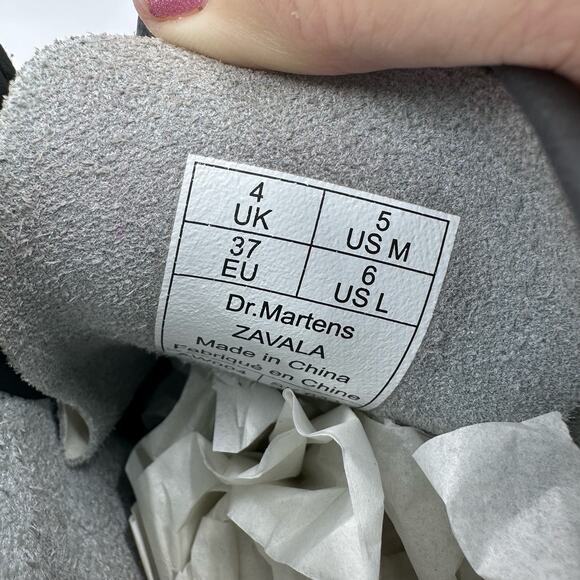 4
UK
5
US M
37
EU
6
US L
Dr.Martens
ZAVALA
Made in China
Fabriqué en Chine